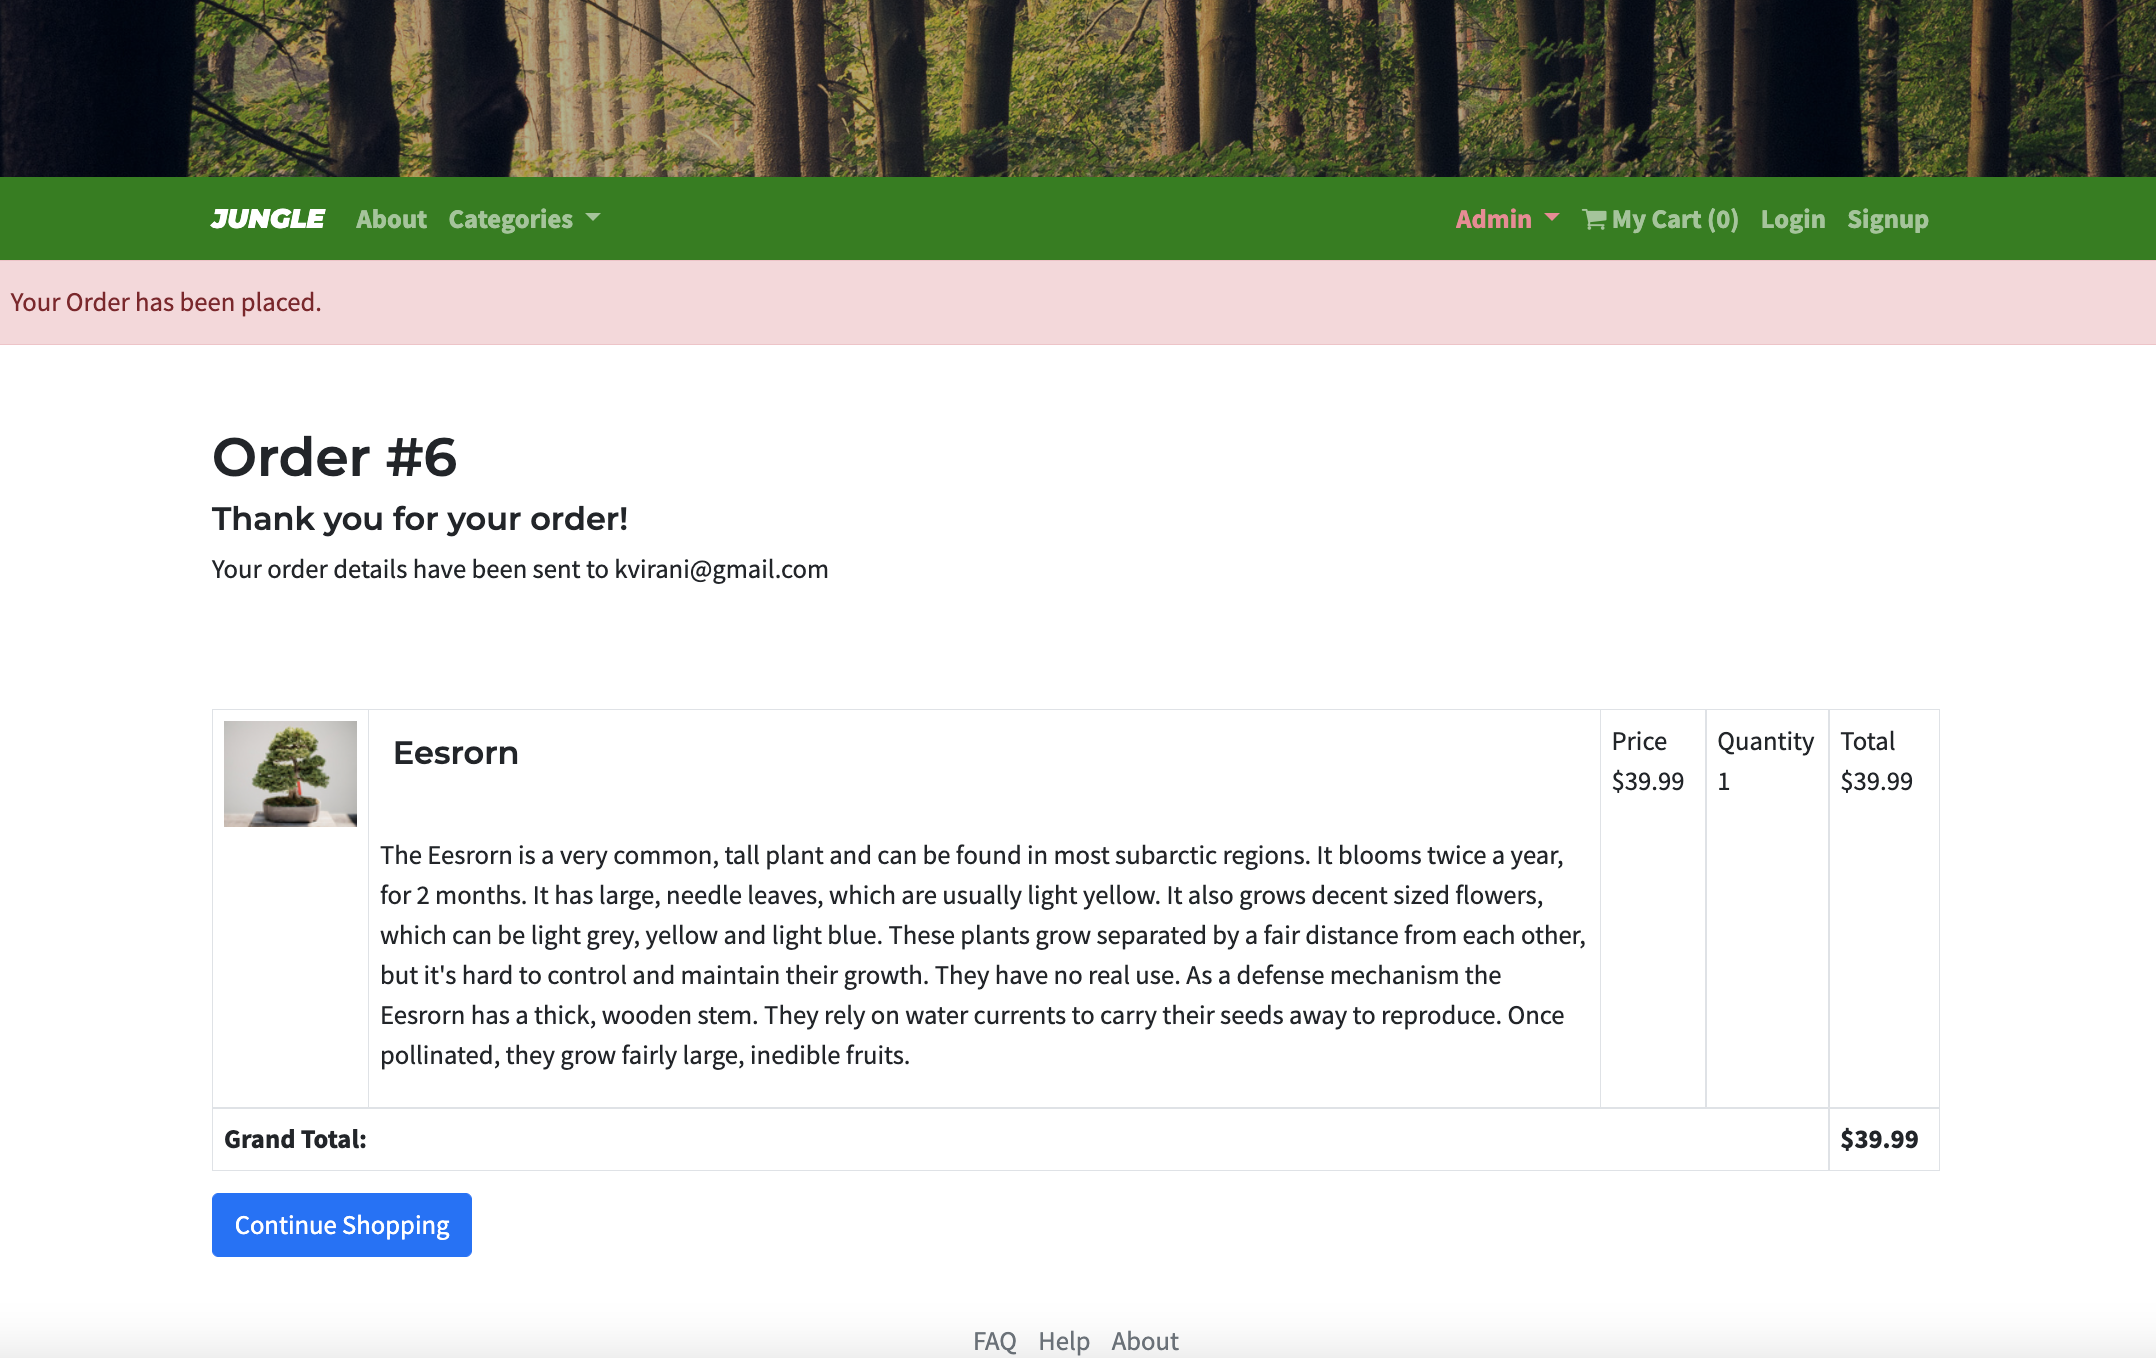 JUNGLE About Categories Admin My Cart (0) Login Signup
Your Order has been placed.
Order #6
Thank you for your order!
Your order details have been sent to kvirani@gmail.com
Eesrorn
Price
$39.99
Quantity
1
Total
$39.99
The Eesrorn is a very common, tall plant and can be found in most subarctic regions. It blooms twice a year,
for 2 months. It has large, needle leaves, which are usually light yellow. It also grows decent sized flowers,
which can be light grey, yellow and light blue. These plants grow separated by a fair distance from each other,
but it's hard to control and maintain their growth. They have no real use. As a defense mechanism the
Eesrorn has a thick, wooden stem. They rely on water currents to carry their seeds away to reproduce. Once
pollinated, they grow fairly large, inedible fruits.
Grand Total: $39.99
Continue Shopping
FAQ Help About